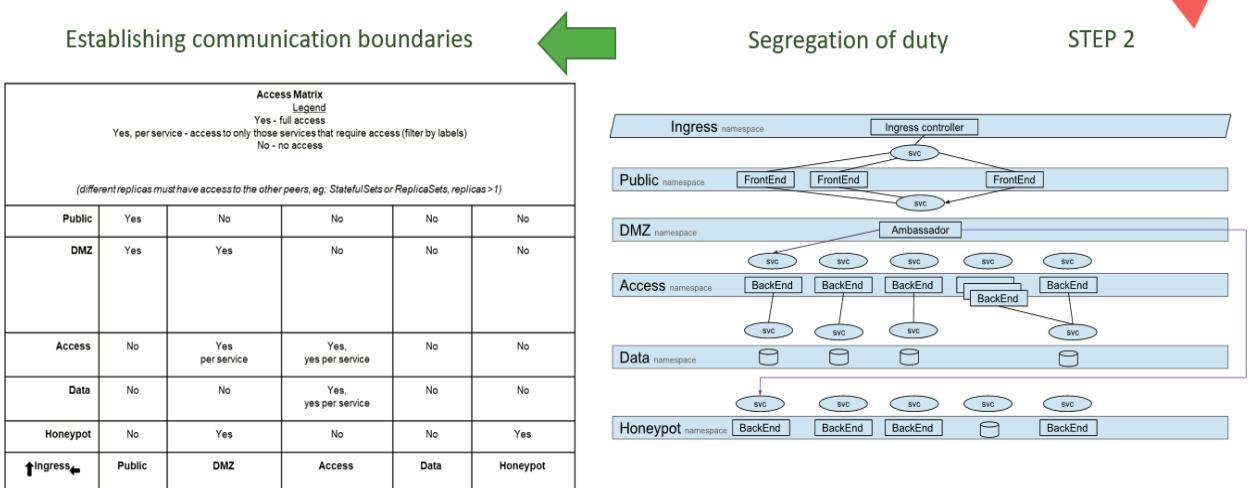 Establishing communication boundaries
Segregation of duty
STEP 2
Access Matrix
Legend
Yes - full access
Yes, per service - access to only those services that require access (filter by labels)
No - no access
(different replicas must have access to the other peers, eg: StatefulSets or ReplicaSets, replicas > 1)
Public Yes No No No No
DMZ Yes Yes No No No
Access No Yes per service Yes, yes per service No No
Data No No Yes, yes per service No No
Honeypot No Yes No No Yes
Ingress Public DMZ Access Data Honeypot
Ingress namespace Ingress controller
svc
Public namespace FrontEnd FrontEnd FrontEnd
svc
DMZ namespace Ambassador
svc svc svc svc svc
Access namespace BackEnd BackEnd BackEnd BackEnd BackEnd
svc svc svc svc
Data namespace
svc svc svc svc svc
Honeypot namespace BackEnd BackEnd BackEnd BackEnd